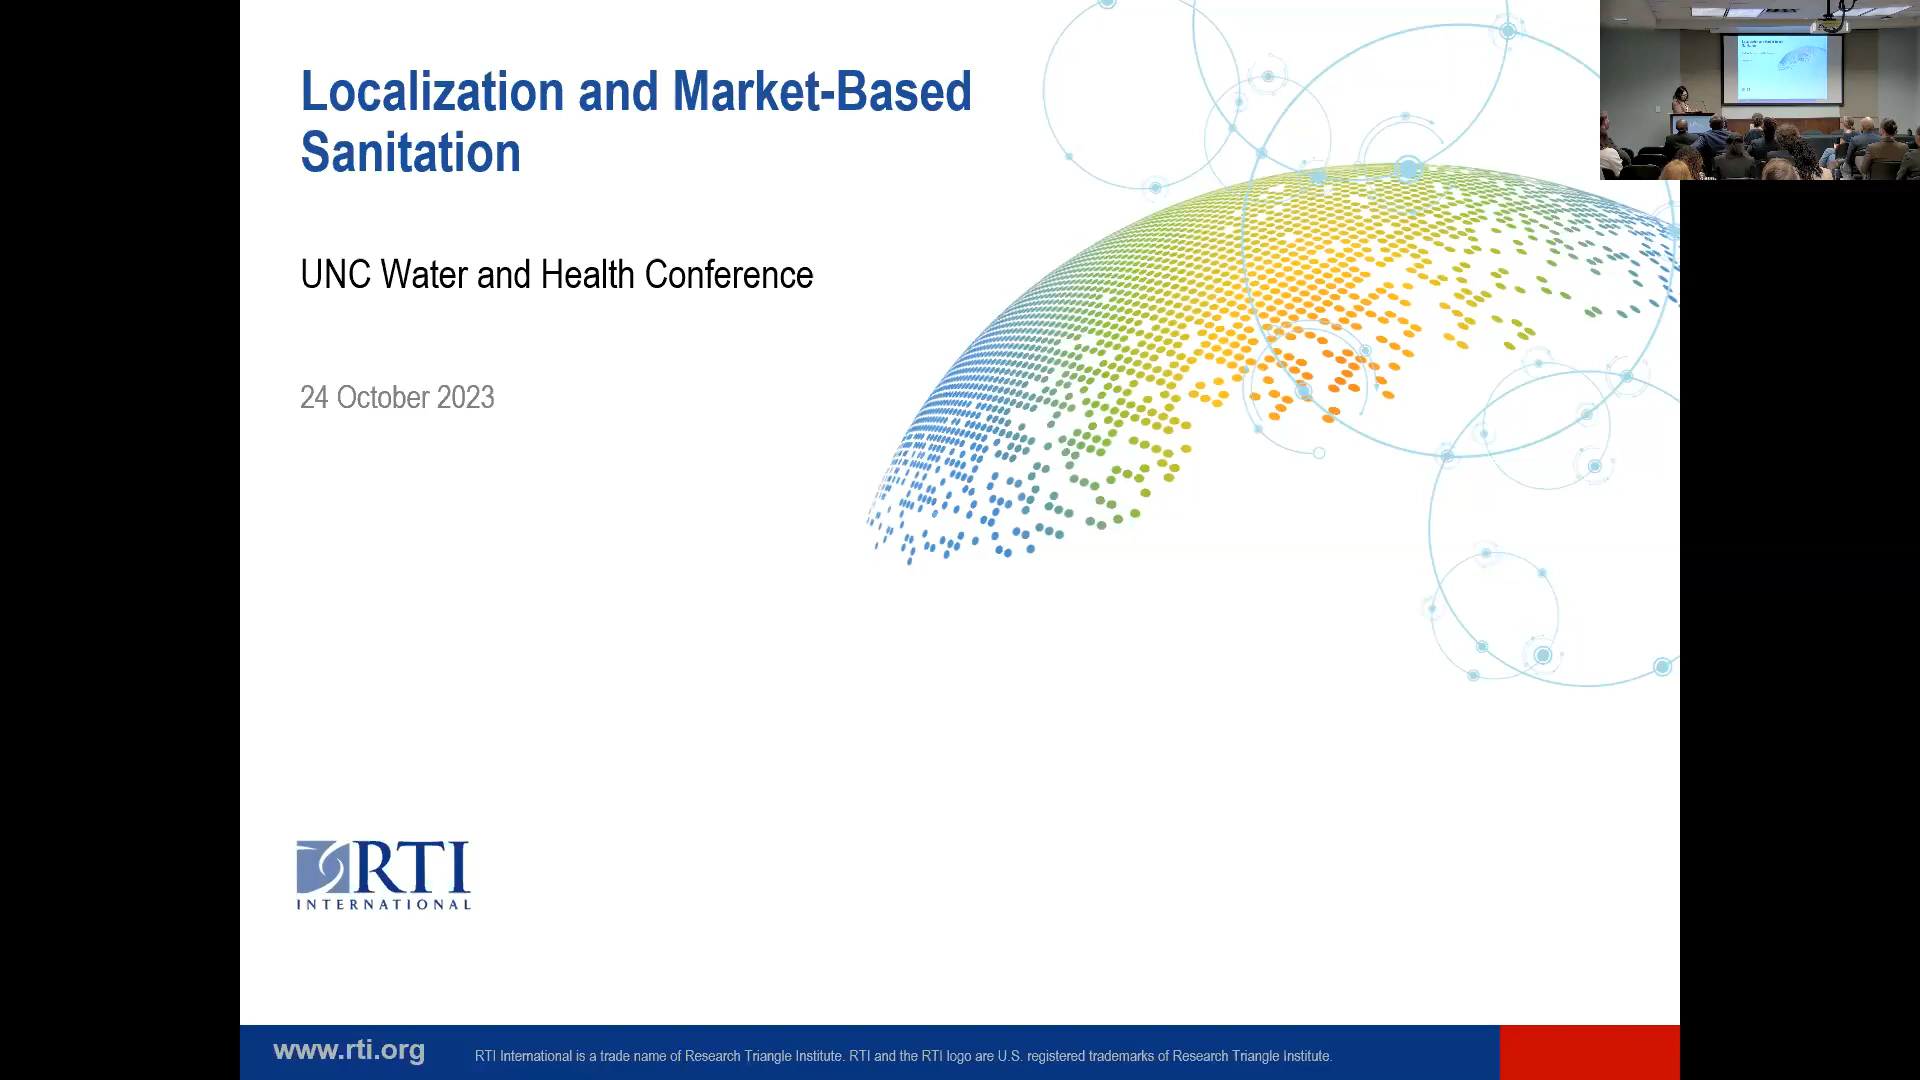 Localization and Market-Based
Sanitation
UNC Water and Health Conference
24 October 2023
RTI
INTERNATIONAL
www.rti.org
RTI International is a trade name of Research Triangle Institute. RTI and the RTI logo are U.S. registered trademarks of Research Triangle Institute.